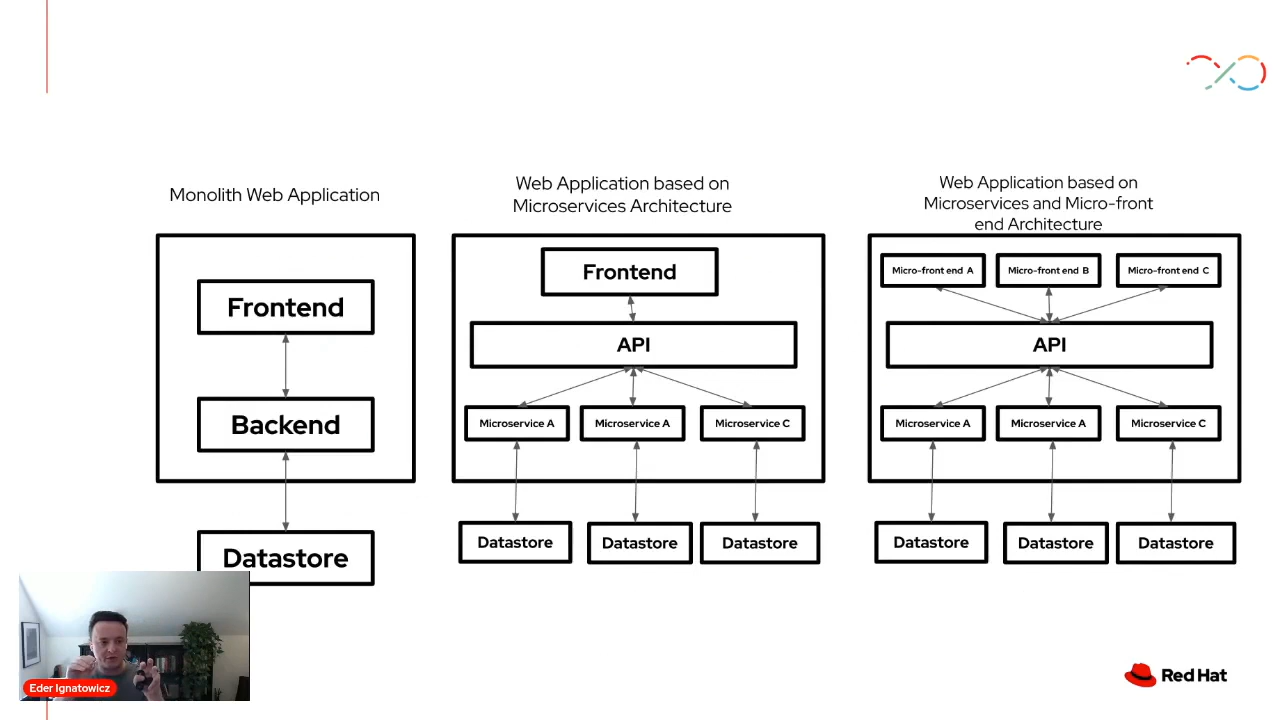 Monolith Web Application
Frontend
Backend
Datastore
Web Application based on
Microservices Architecture
Frontend
API
Microservice A
Microservice A
Microservice C
Datastore
Datastore
Datastore
Web Application based on
Microservices and Micro-front
end Architecture
Micro-front end A
Micro-front end B
Micro-front end C
API
Microservice A
Microservice A
Microservice C
Datastore
Datastore
Datastore
Eder Ignatowicz
Red Hat